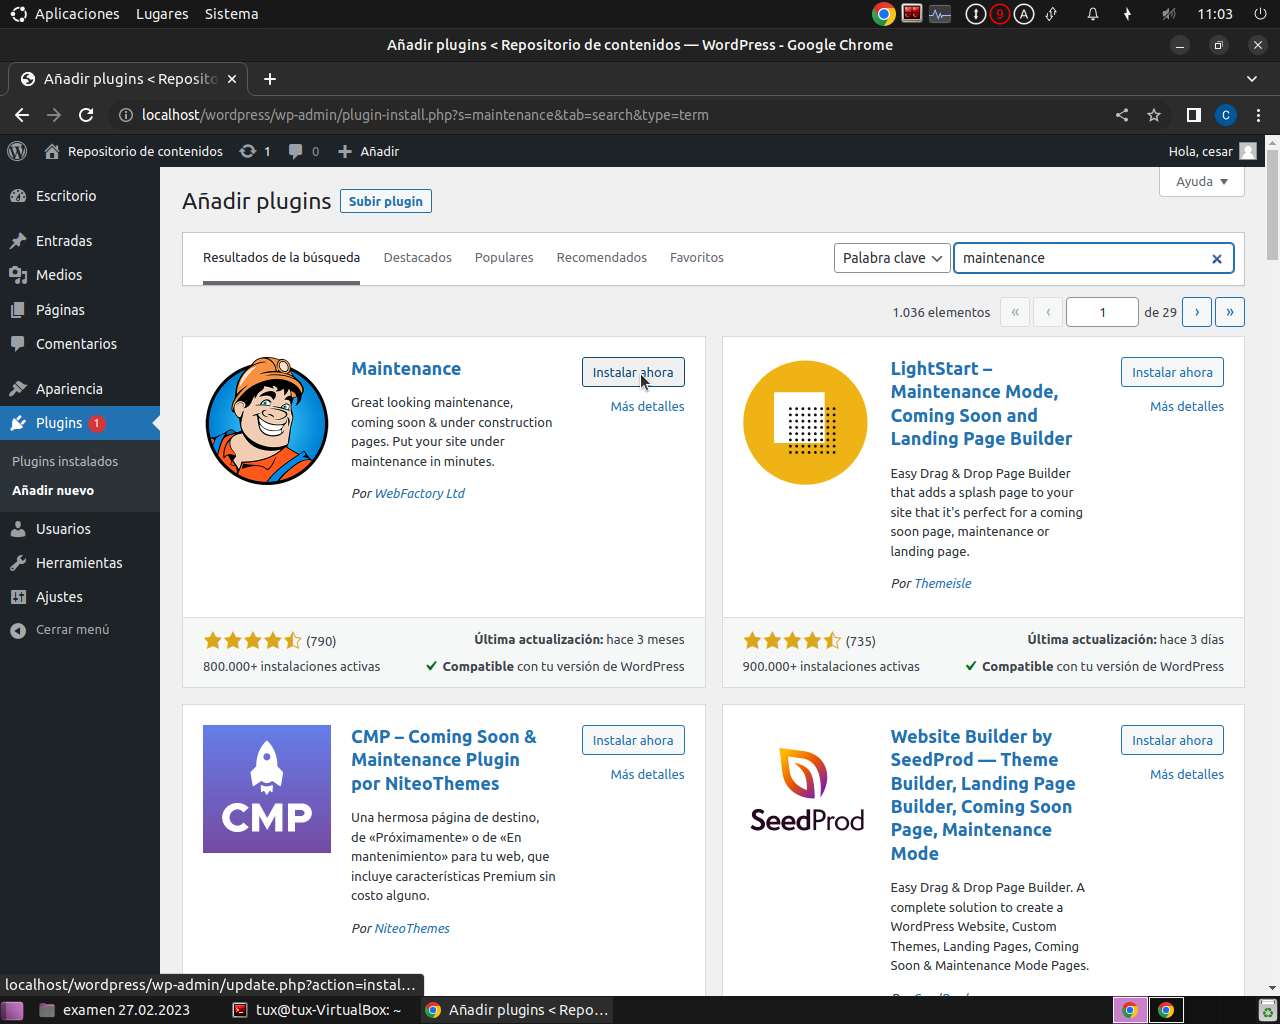 Aplicaciones Lugares Sistema 9 A 11:03
Añadir plugins < Repositorio de contenidos — WordPress - Google Chrome
Añadir plugins < Reposito
localhost/wordpress/wp-admin/plugin-install.php?s=maintenance&tab=search&type=term C
Repositorio de contenidos 1 0 Añadir Hola, cesar
Escritorio
Entradas
Medios
Páginas
Comentarios
Apariencia
Plugins 1
Plugins instalados
Añadir nuevo
Usuarios
Herramientas
Ajustes
Cerrar menú
Ayuda
Añadir plugins Subir plugin
Resultados de la búsqueda Destacados Populares Recomendados Favoritos Palabra clave maintenance
1.036 elementos « ‹ 1 de 29 › »
Maintenance
Instalar ahora
Más detalles
Great looking maintenance,
coming soon & under construction
pages. Put your site under
maintenance in minutes.
Por WebFactory Ltd
(790)
Última actualización: hace 3 meses
800.000+ instalaciones activas
Compatible con tu versión de WordPress
LightStart –
Maintenance Mode,
Coming Soon and
Landing Page Builder
Instalar ahora
Más detalles
Easy Drag & Drop Page Builder
that adds a splash page to your
site that it's perfect for a coming
soon page, maintenance or
landing page.
Por Themeisle
(735)
Última actualización: hace 3 días
900.000+ instalaciones activas
Compatible con tu versión de WordPress
CMP
CMP – Coming Soon &
Maintenance Plugin
por NiteoThemes
Instalar ahora
Más detalles
Una hermosa página de destino,
de «Próximamente» o de «En
mantenimiento» para tu web, que
incluye características Premium sin
costo alguno.
Por NiteoThemes
SeedProd
Website Builder by
SeedProd — Theme
Builder, Landing Page
Builder, Coming Soon
Page, Maintenance
Mode
Instalar ahora
Más detalles
Easy Drag & Drop Page Builder. A
complete solution to create a
WordPress Website, Custom
Themes, Landing Pages, Coming
Soon & Maintenance Mode Pages.
localhost/wordpress/wp-admin/update.php?action=instal…
examen 27.02.2023 tux@tux-VirtualBox: ~ Añadir plugins < Repo…